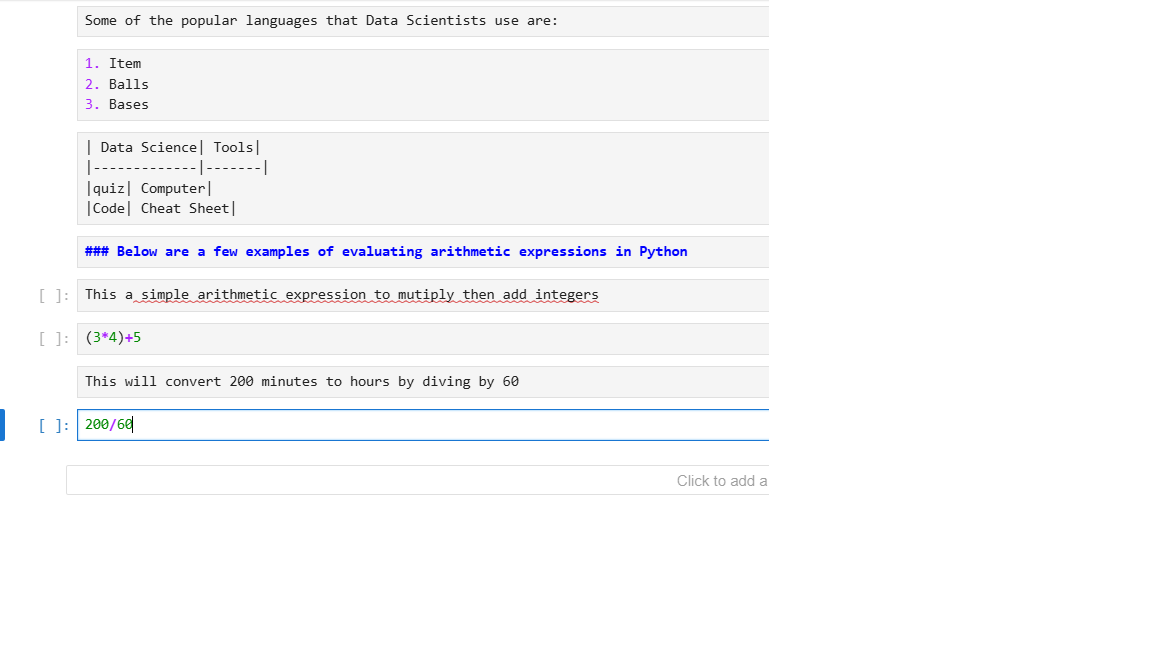 Some of the popular languages that Data Scientists use are:
1. Item
2. Balls
3. Bases
| Data Science| Tools|
|-------------|-------|
|quiz| Computer|
|Code| Cheat Sheet|
### Below are a few examples of evaluating arithmetic expressions in Python
[ ]: This a simple arithmetic expression to mutiply then add integers
[ ]: (3*4)+5
This will convert 200 minutes to hours by diving by 60
[ ]: 200/60
Click to add a